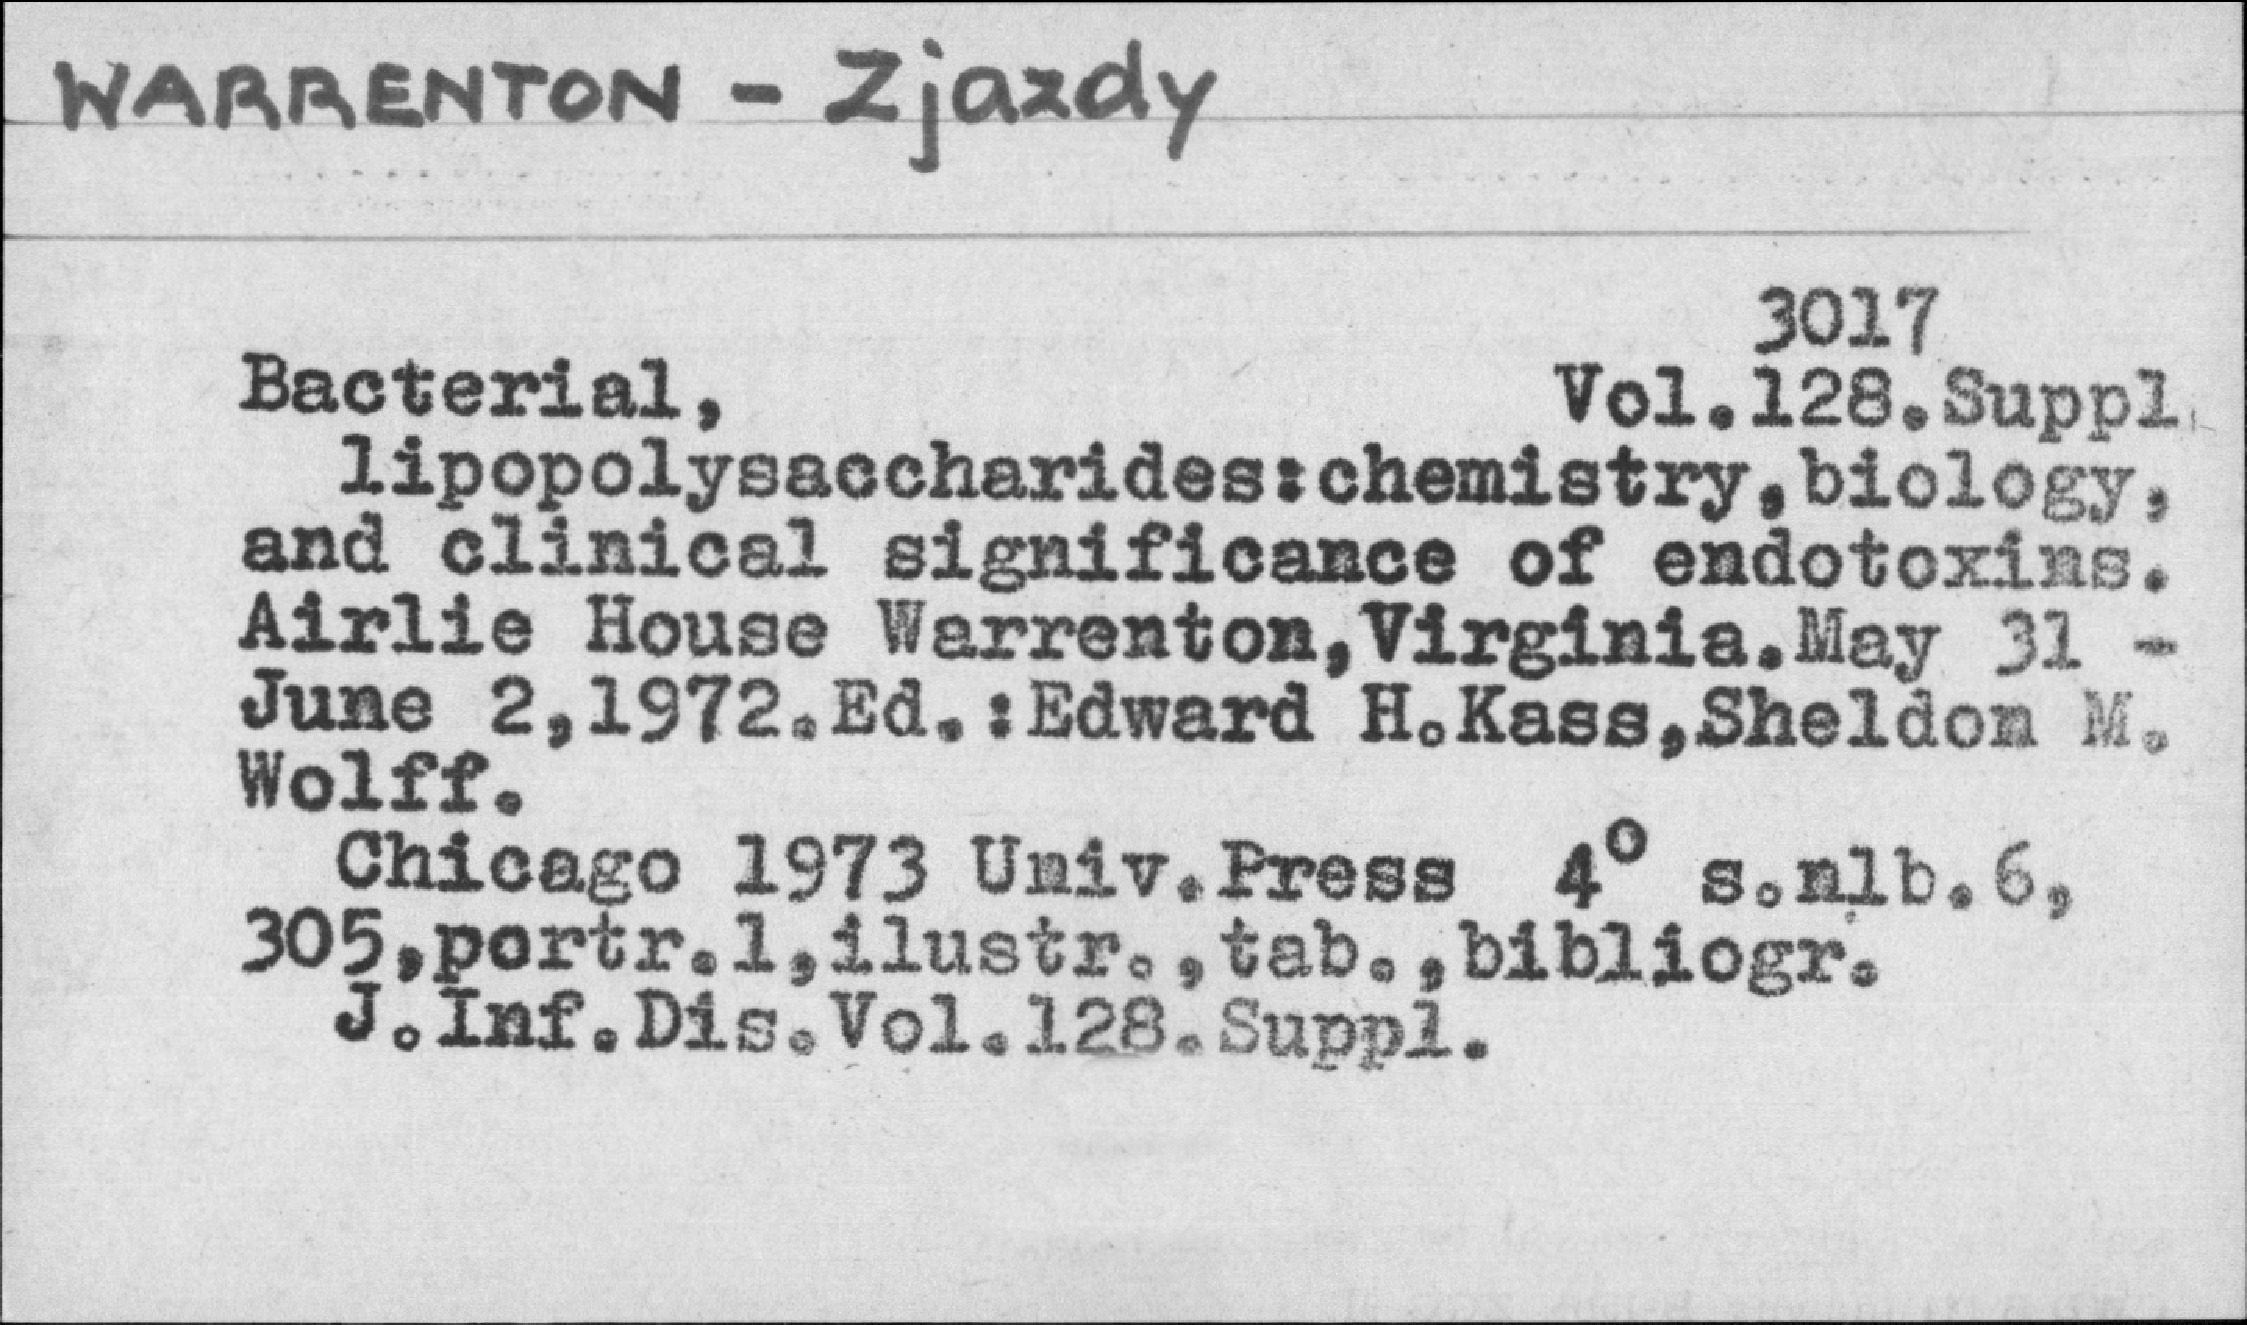 WARRENTON - Zjazdy
3017
Bacterial, Vol.128.Suppl.
lipopolysaccharides:chemistry,biology,
and clinical significance of endotoxins.
Airlie House Warrenton,Virginia.May 31 -
June 2,1972.Ed.:Edward H.Kass,Sheldon M.
Wolff.
Chicago 1973 Univ.Press 4° s.nlb.6,
305,portr.1,ilustr.,tab.,bibliogr.
J.Inf.Dis.Vol.128.Suppl.